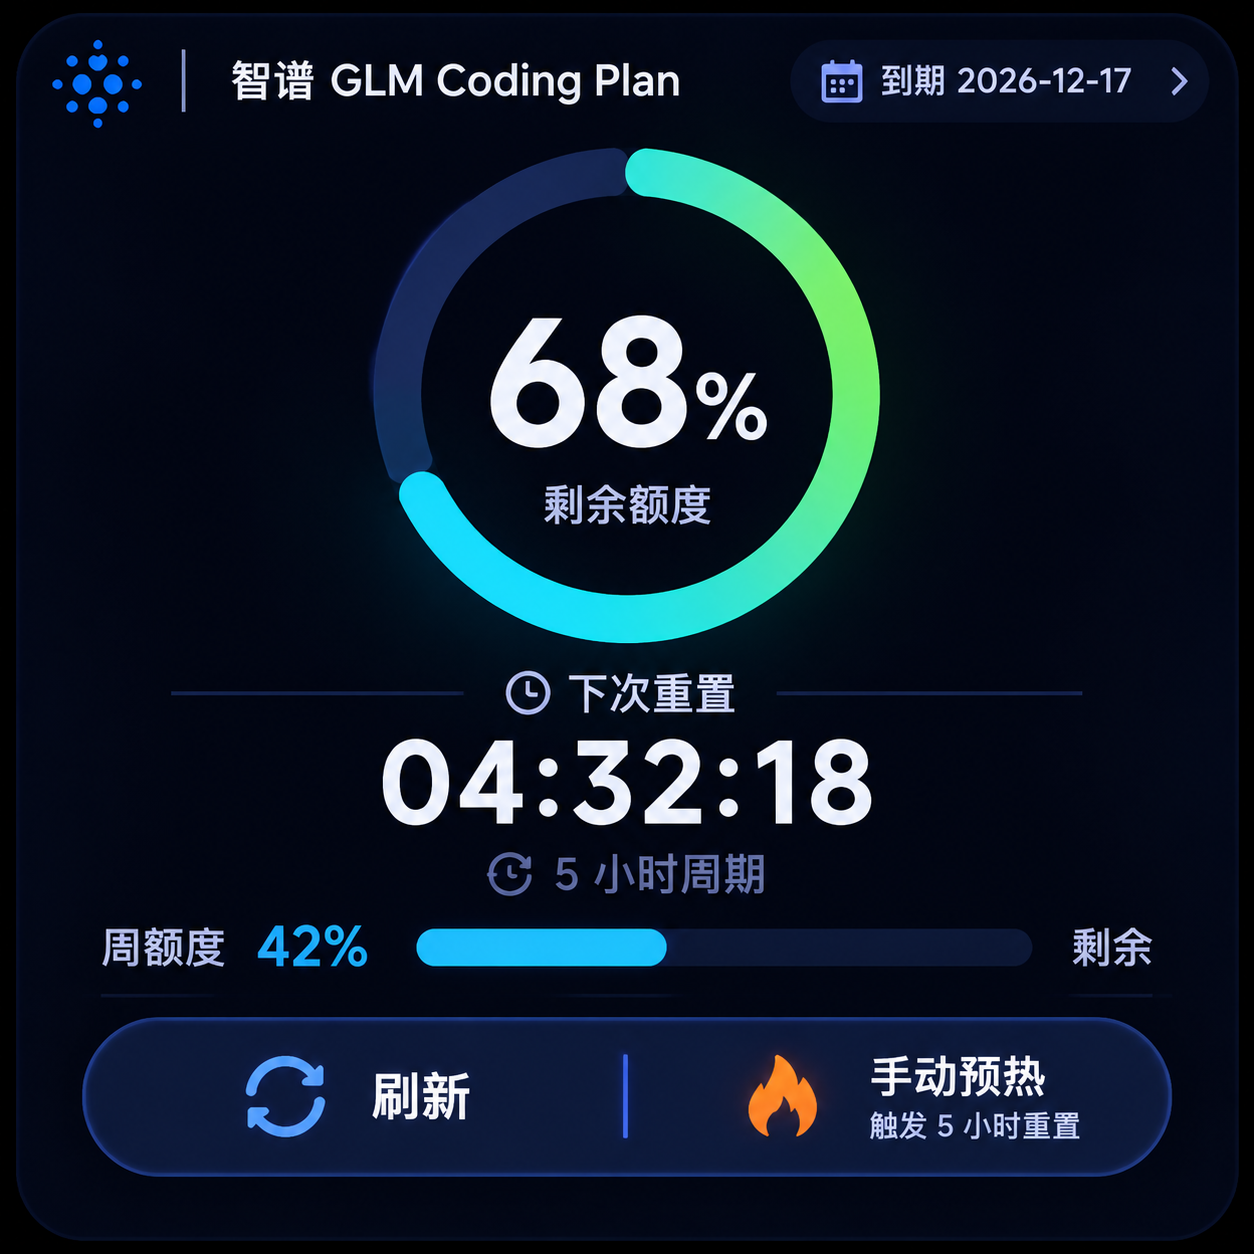 智谱 GLM Coding Plan
到期 2026-12-17
68%
剩余额度
下次重置
04:32:18
5 小时周期
周额度 42% 剩余
刷新
手动预热
触发 5 小时重置